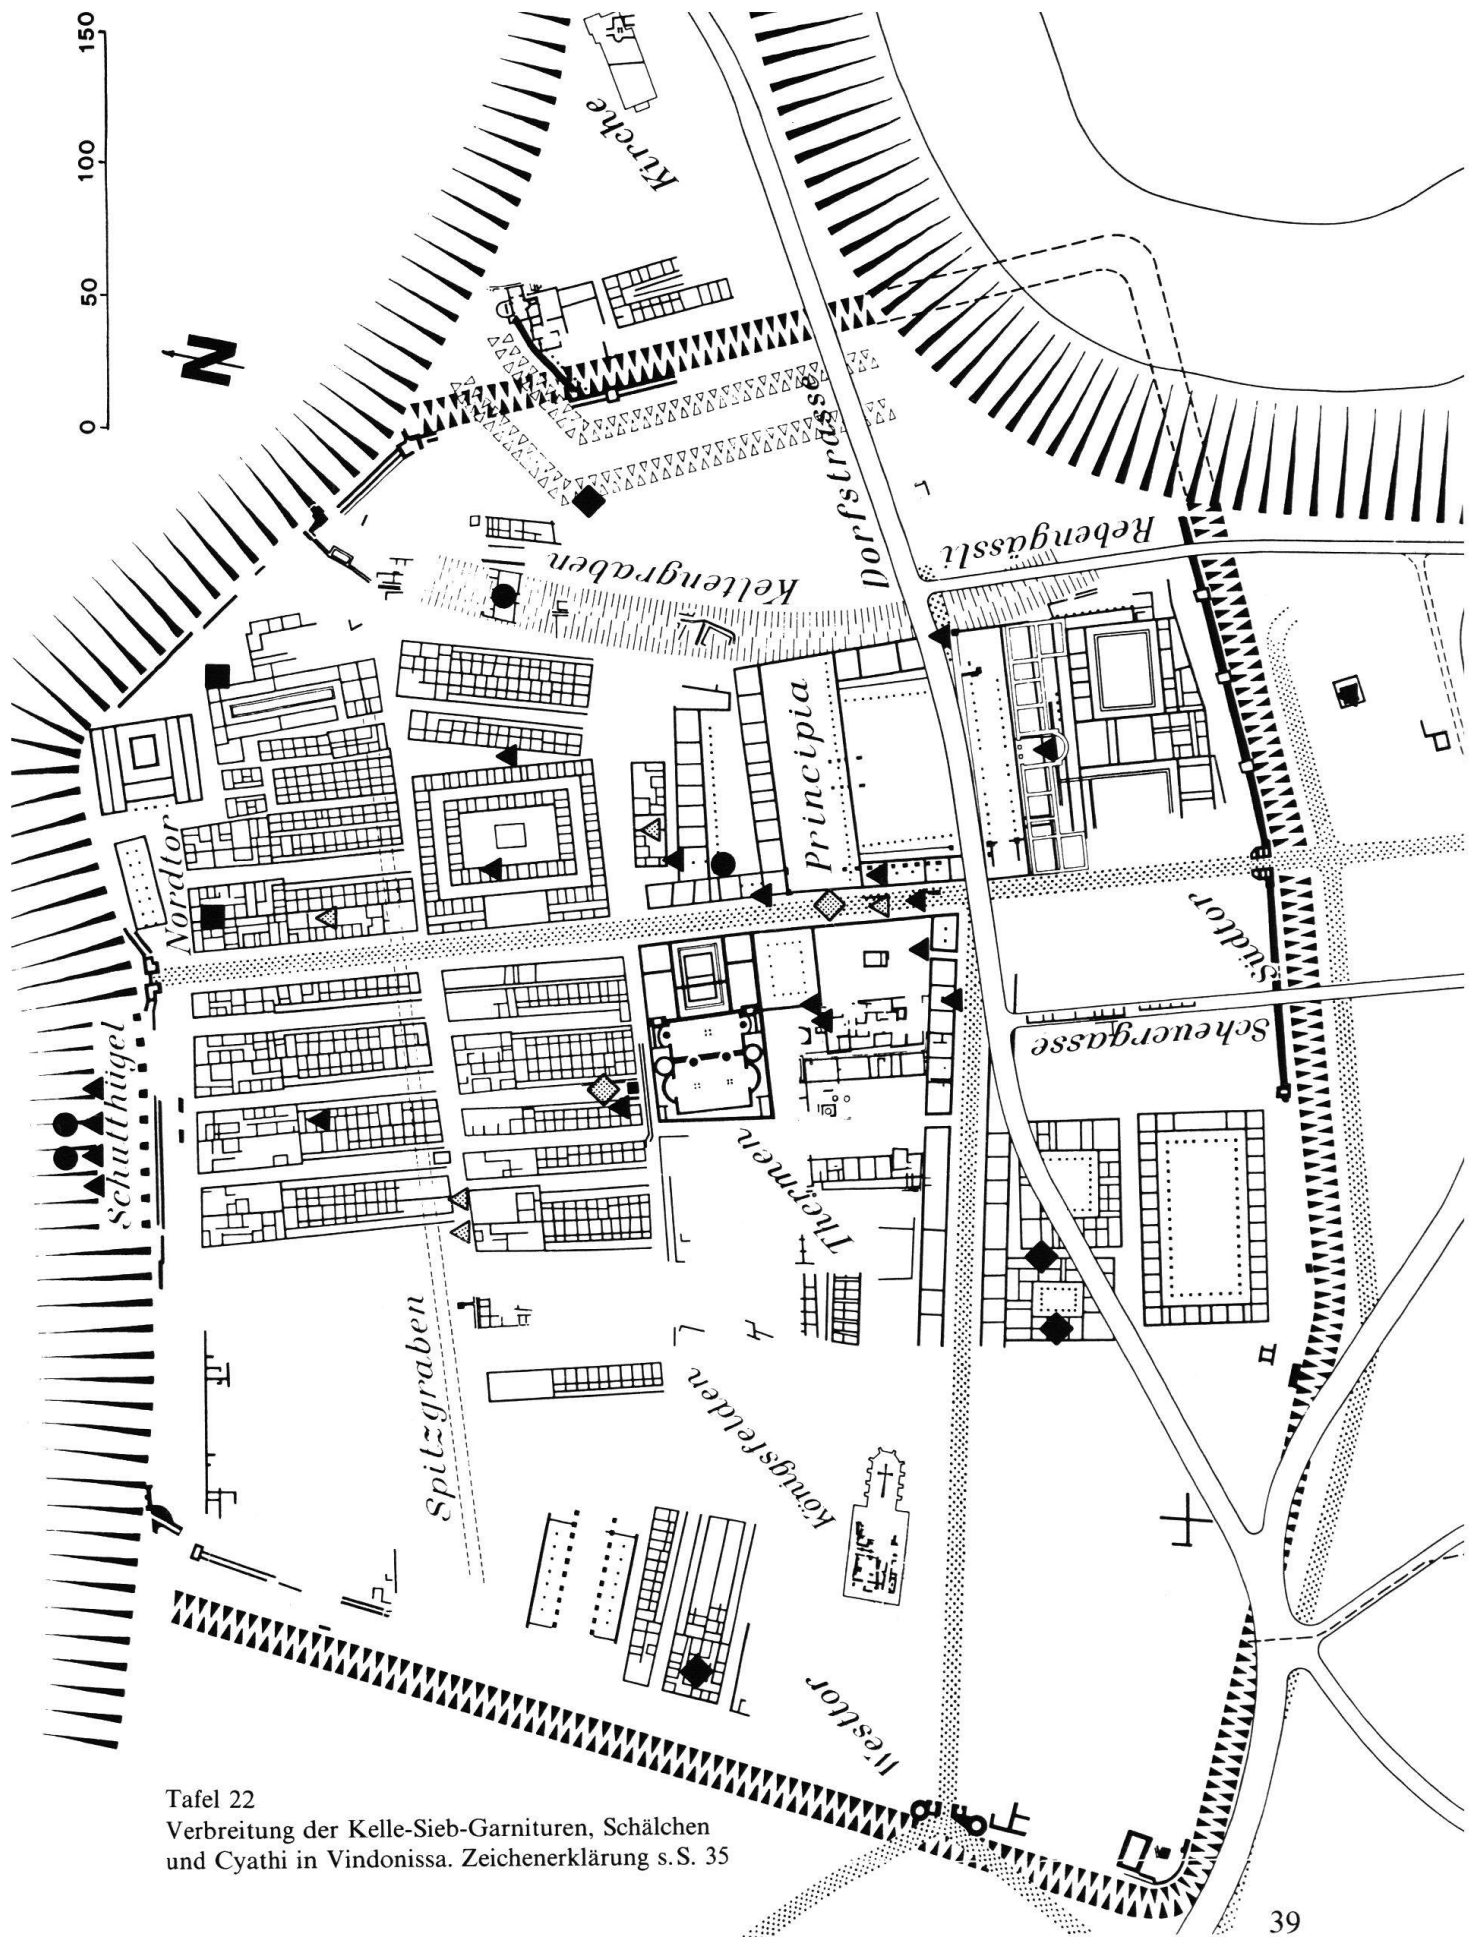 150
100
50
0
N
Kirche
Dorfstrasse
Rebengässli
Keltengraben
Principia
Nordtor
Südtor
Scheuergasse
Schutthügel
Thermen
Spitzgraben
Königsfelden
Westtor
Tafel 22
Verbreitung der Kelle-Sieb-Garnituren, Schälchen
und Cyathi in Vindonissa. Zeichenerklärung s. S. 35
39